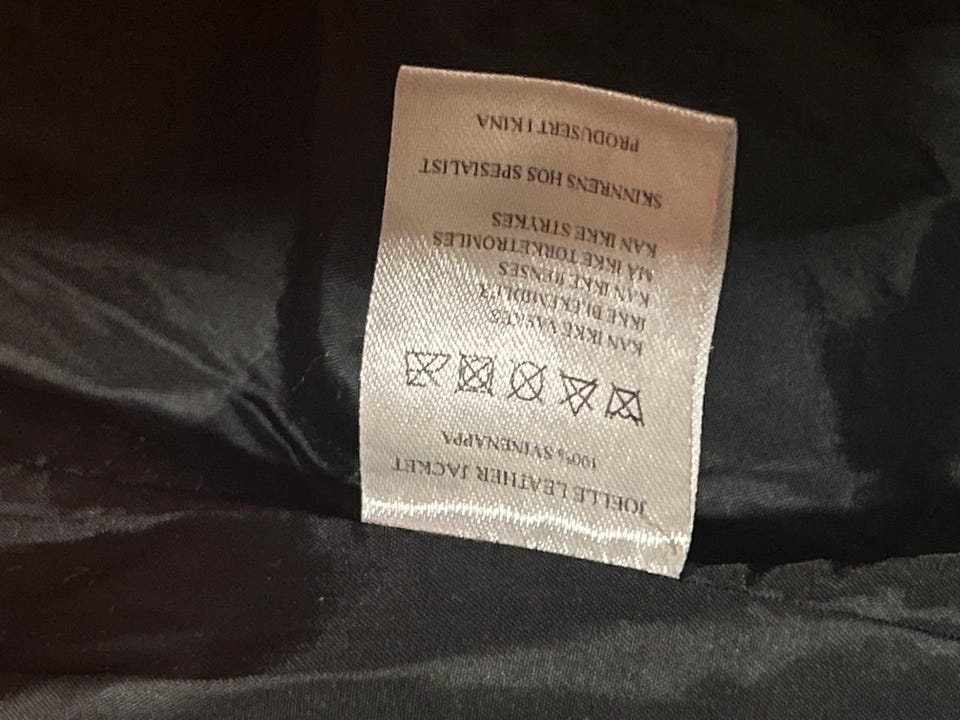 JOELLE LEATHER JACKET
100% SVINENAPPA
KAN IKKE VASKES
IKKE BLEKEMIDLER
KAN IKKE RENSES
MÅ IKKE TØRKETROMLES
KAN IKKE STRYKES
SKINNRENS HOS SPESIALIST
PRODUSERT I KINA